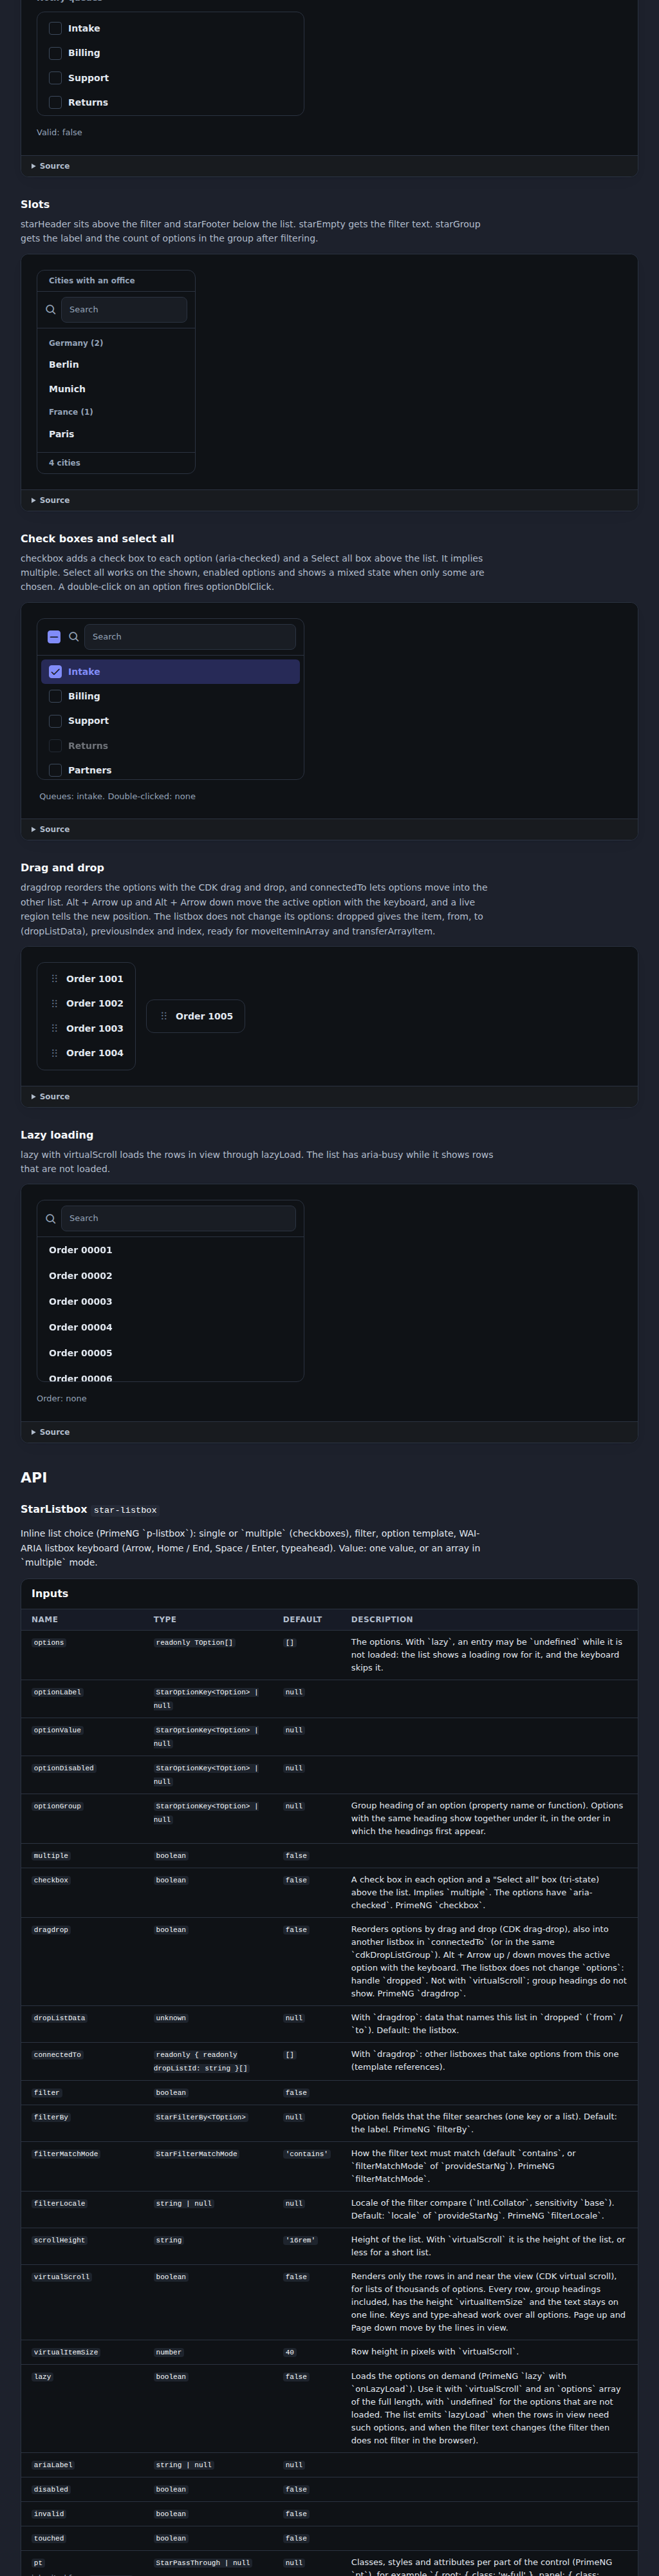 Intake
Billing
Support
Returns
Valid: false
Source
Slots
starHeader sits above the filter and starFooter below the list. starEmpty gets the filter text. starGroup
gets the label and the count of options in the group after filtering.
Cities with an office
Search
Germany (2)
Berlin
Munich
France (1)
Paris
4 cities
Source
Check boxes and select all
checkbox adds a check box to each option (aria-checked) and a Select all box above the list. It implies
multiple. Select all works on the shown, enabled options and shows a mixed state when only some are
chosen. A double-click on an option fires optionDblClick.
Search
Intake
Billing
Support
Returns
Partners
Queues: intake. Double-clicked: none
Source
Drag and drop
dragdrop reorders the options with the CDK drag and drop, and connectedTo lets options move into the
other list. Alt + Arrow up and Alt + Arrow down move the active option with the keyboard, and a live
region tells the new position. The listbox does not change its options: dropped gives the item, from, to
(dropListData), previousIndex and index, ready for moveItemInArray and transferArrayItem.
Order 1001
Order 1002
Order 1003
Order 1004
Order 1005
Source
Lazy loading
lazy with virtualScroll loads the rows in view through lazyLoad. The list has aria-busy while it shows rows
that are not loaded.
Search
Order 00001
Order 00002
Order 00003
Order 00004
Order 00005
Order 00006
Order: none
Source
API
StarListbox star-listbox
Inline list choice (PrimeNG `p-listbox`): single or `multiple` (checkboxes), filter, option template, WAI-
ARIA listbox keyboard (Arrow, Home / End, Space / Enter, typeahead). Value: one value, or an array in
`multiple` mode.
Inputs
NAME TYPE DEFAULT DESCRIPTION
options readonly TOption[] [] The options. With `lazy`, an entry may be `undefined` while it is
not loaded: the list shows a loading row for it, and the keyboard
skips it.
optionLabel StarOptionKey<TOption> | null
null
optionValue StarOptionKey<TOption> | null
null
optionDisabled StarOptionKey<TOption> | null
null
optionGroup StarOptionKey<TOption> | null Group heading of an option (property name or function). Options
null with the same heading show together under it, in the order in
which the headings first appear.
multiple boolean false
checkbox boolean false A check box in each option and a "Select all" box (tri-state)
above the list. Implies `multiple`. The options have `aria-
checked`. PrimeNG `checkbox`.
dragdrop boolean false Reorders options by drag and drop (CDK drag-drop), also into
another listbox in `connectedTo` (or in the same
`cdkDropListGroup`). Alt + Arrow up / down moves the active
option with the keyboard. The listbox does not change `options`:
handle `dropped`. Not with `virtualScroll`; group headings do not
show. PrimeNG `dragdrop`.
dropListData unknown null With `dragdrop`: data that names this list in `dropped` (`from` /
`to`). Default: the listbox.
connectedTo readonly { readonly [] With `dragdrop`: other listboxes that take options from this one
dropListId: string }[] (template references).
filter boolean false
filterBy StarFilterBy<TOption> null Option fields that the filter searches (one key or a list). Default:
the label. PrimeNG `filterBy`.
filterMatchMode StarFilterMatchMode 'contains' How the filter text must match (default `contains`, or
`filterMatchMode` of `provideStarNg`). PrimeNG
`filterMatchMode`.
filterLocale string | null null Locale of the filter compare (`Intl.Collator`, sensitivity `base`).
Default: `locale` of `provideStarNg`. PrimeNG `filterLocale`.
scrollHeight string '16rem' Height of the list. With `virtualScroll` it is the height of the list, or
less for a short list.
virtualScroll boolean false Renders only the rows in and near the view (CDK virtual scroll),
for lists of thousands of options. Every row, group headings
included, has the height `virtualItemSize` and the text stays on
one line. Keys and type-ahead work over all options. Page up and
Page down move by the lines in view.
virtualItemSize number 40 Row height in pixels with `virtualScroll`.
lazy boolean false Loads the options on demand (PrimeNG `lazy` with
`onLazyLoad`). Use it with `virtualScroll` and an `options` array
of the full length, with `undefined` for the options that are not
loaded. The list emits `lazyLoad` when the rows in view need
such options, and when the filter text changes (the filter then
does not filter in the browser).
ariaLabel string | null null
disabled boolean false
invalid boolean false
touched boolean false
pt StarPassThrough | null null Classes, styles and attributes per part of the control (PrimeNG